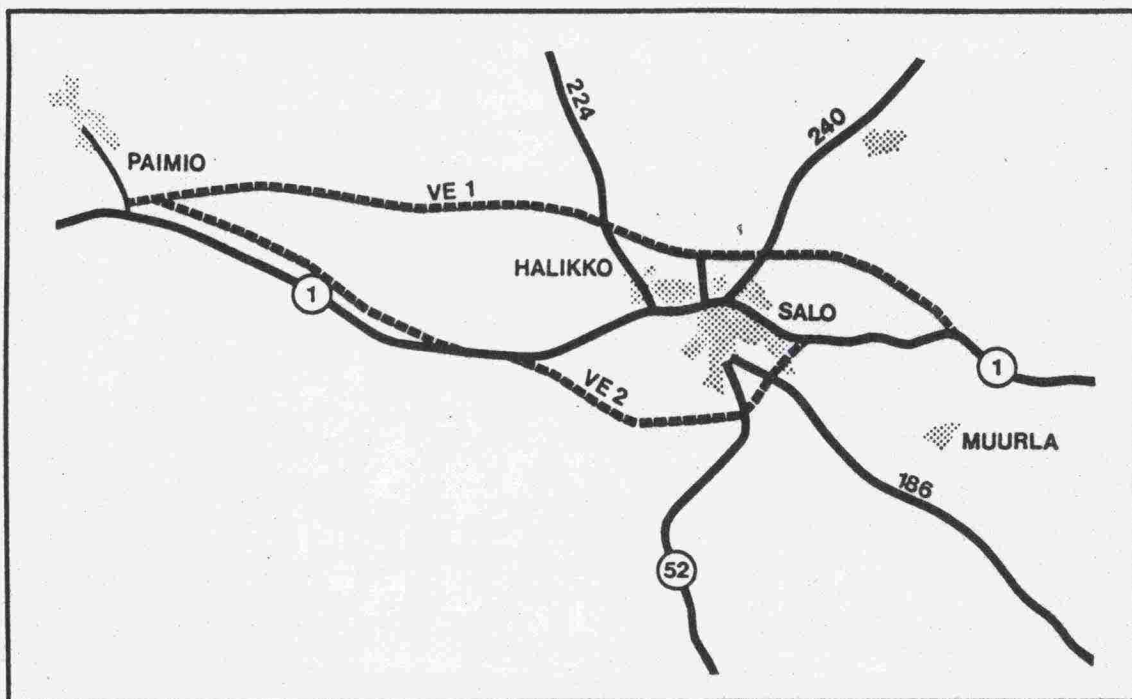 224
240
PAIMIO
VE 1
HALIKKO
1
SALO
1
VE 2
MUURLA
186
52